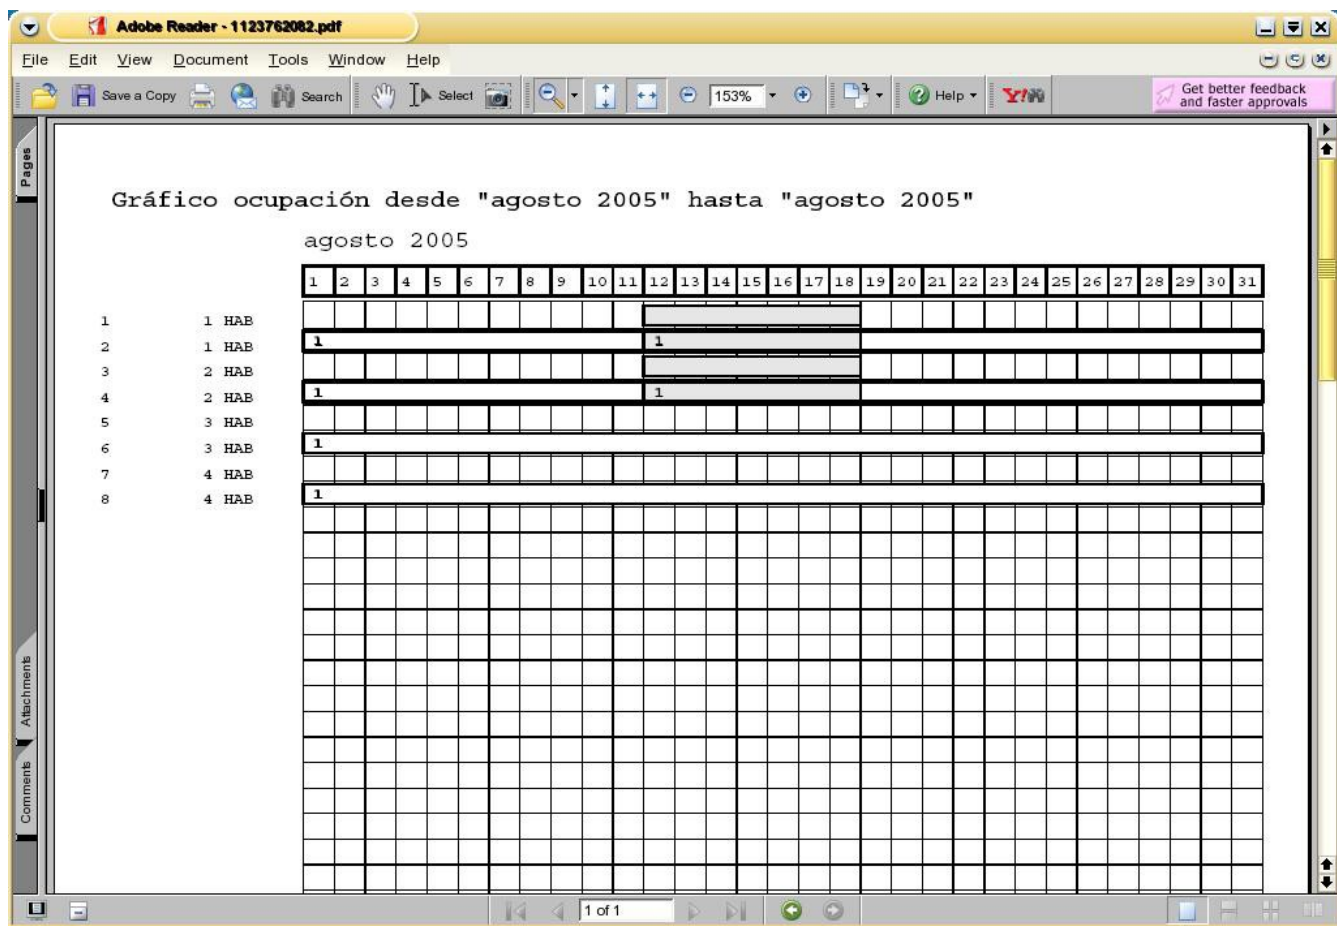 Adobe Reader - 1123762082.pdf
File Edit View Document Tools Window Help
Save a Copy Search Select 153% Help Y! Get better feedback
and faster approvals
Pages
Gráfico ocupación desde "agosto 2005" hasta "agosto 2005"
agosto 2005
1 2 3 4 5 6 7 8 9 10 11 12 13 14 15 16 17 18 19 20 21 22 23 24 25 26 27 28 29 30 31
1 1 HAB
2 1 HAB 1 1
3 2 HAB
4 2 HAB 1 1
5 3 HAB
6 3 HAB 1
7 4 HAB
8 4 HAB 1
Attachments
Comments
1 of 1